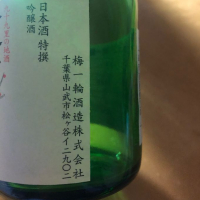 梅一輪酒造株式会社
千葉県山武市松ヶ谷イ二九〇二
日本酒 特撰
吟醸酒